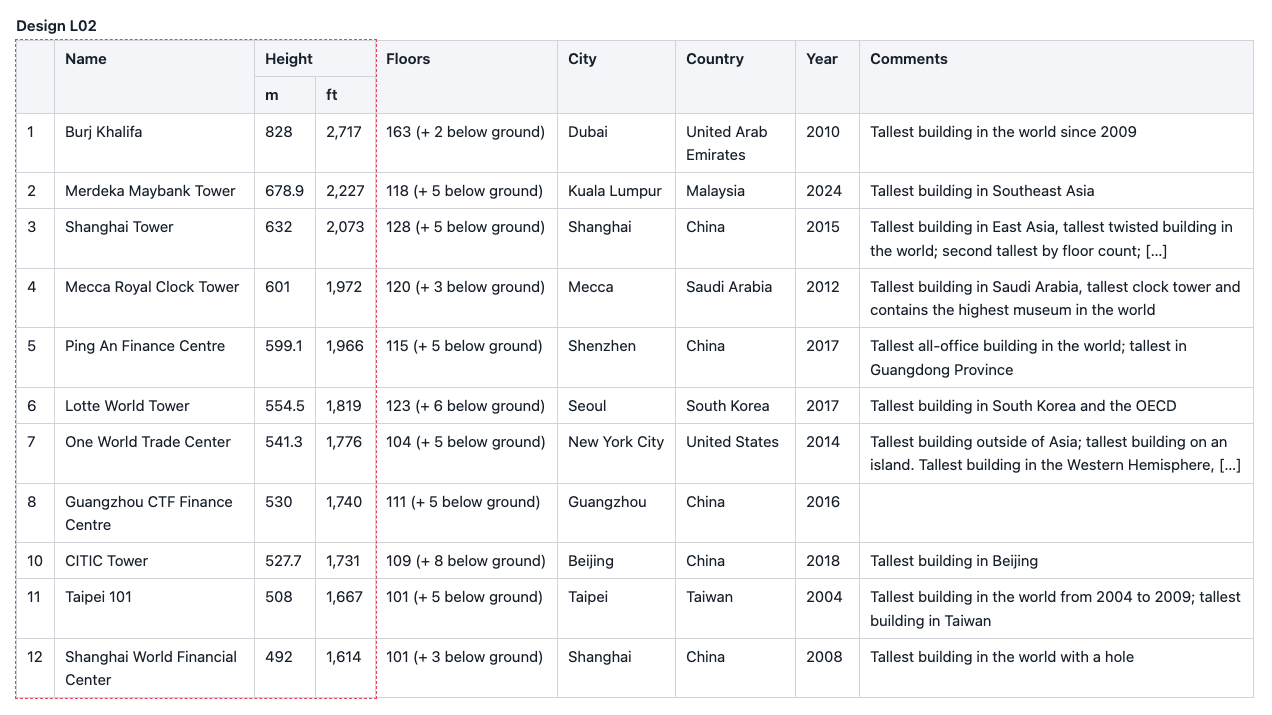 Design L02
Name Height Floors City Country Year Comments
m ft
1 Burj Khalifa 828 2,717 163 (+ 2 below ground) Dubai United Arab 2010 Tallest building in the world since 2009
Emirates
2 Merdeka Maybank Tower 678.9 2,227 118 (+ 5 below ground) Kuala Lumpur Malaysia 2024 Tallest building in Southeast Asia
3 Shanghai Tower 632 2,073 128 (+ 5 below ground) Shanghai China 2015 Tallest building in East Asia, tallest twisted building in
the world; second tallest by floor count; [...]
4 Mecca Royal Clock Tower 601 1,972 120 (+ 3 below ground) Mecca Saudi Arabia 2012 Tallest building in Saudi Arabia, tallest clock tower and
contains the highest museum in the world
5 Ping An Finance Centre 599.1 1,966 115 (+ 5 below ground) Shenzhen China 2017 Tallest all-office building in the world; tallest in
Guangdong Province
6 Lotte World Tower 554.5 1,819 123 (+ 6 below ground) Seoul South Korea 2017 Tallest building in South Korea and the OECD
7 One World Trade Center 541.3 1,776 104 (+ 5 below ground) New York City United States 2014 Tallest building outside of Asia; tallest building on an
island. Tallest building in the Western Hemisphere, [...]
8 Guangzhou CTF Finance 530 1,740 111 (+ 5 below ground) Guangzhou China 2016
Centre
10 CITIC Tower 527.7 1,731 109 (+ 8 below ground) Beijing China 2018 Tallest building in Beijing
11 Taipei 101 508 1,667 101 (+ 5 below ground) Taipei Taiwan 2004 Tallest building in the world from 2004 to 2009; tallest
building in Taiwan
12 Shanghai World Financial 492 1,614 101 (+ 3 below ground) Shanghai China 2008 Tallest building in the world with a hole
Center